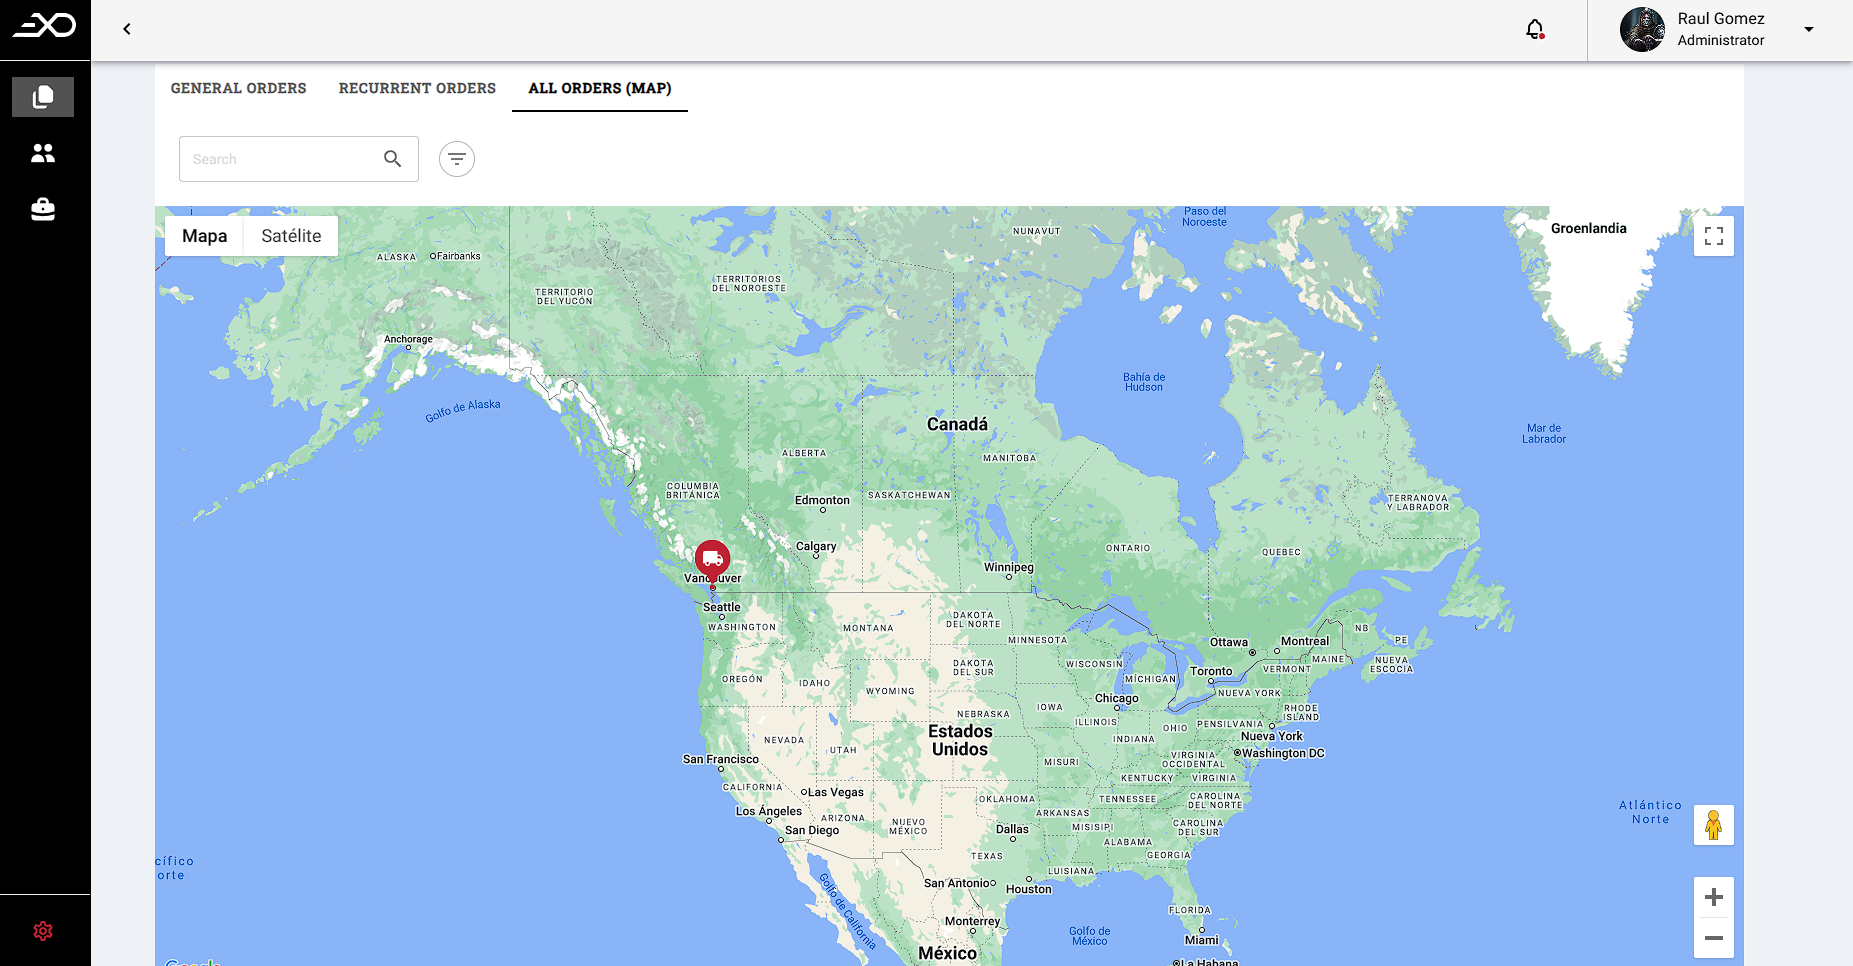 EXO
Raul Gomez
Administrator
GENERAL ORDERS
RECURRENT ORDERS
ALL ORDERS (MAP)
Search
Mapa
Satélite
Paso del
Noroeste
NUNAVUT
Groenlandia
ALASKA
Fairbanks
TERRITORIOS
DEL NOROESTE
TERRITORIO
DEL YUCÓN
Anchorage
Bahía de
Hudson
Golfo de Alaska
Canadá
Mar de
Labrador
ALBERTA
MANITOBA
COLUMBIA
BRITÁNICA
Edmonton
SASKATCHEWAN
TERRANOVA
Y LABRADOR
Calgary
ONTARIO
QUEBEC
Winnipeg
Vancouver
Seattle
WASHINGTON
MONTANA
DAKOTA
DEL NORTE
MINNESOTA
Ottawa
Montreal
NB
PE
WISCONSIN
DAKOTA
DEL SUR
MAINE
NUEVA
ESCOCIA
VERMONT
Toronto
MÍCHIGAN
OREGÓN
IDAHO
WYOMING
NUEVA YORK
Chicago
IOWA
NEBRASKA
RHODE
ISLAND
ILLINOIS
OHIO
PENSILVANIA
Estados
Unidos
INDIANA
Nueva York
NEVADA
UTAH
Washington DC
San Francisco
MISURI
VIRGINIA
OCCIDENTAL
KENTUCKY
VIRGINIA
CALIFORNIA
Las Vegas
OKLAHOMA
TENNESSEE
CAROLINA
DEL NORTE
Los Ángeles
ARIZONA
NUEVO
MÉXICO
ARKANSAS
Atlántico
Norte
San Diego
Dallas
MISISIPI
CAROLINA
DEL SUR
ALABAMA
TEXAS
GEORGIA
cífico
orte
LUISIANA
San Antonio
Houston
Golfo de California
FLORIDA
Monterrey
Golfo de
México
Miami
México
La Habana
Google